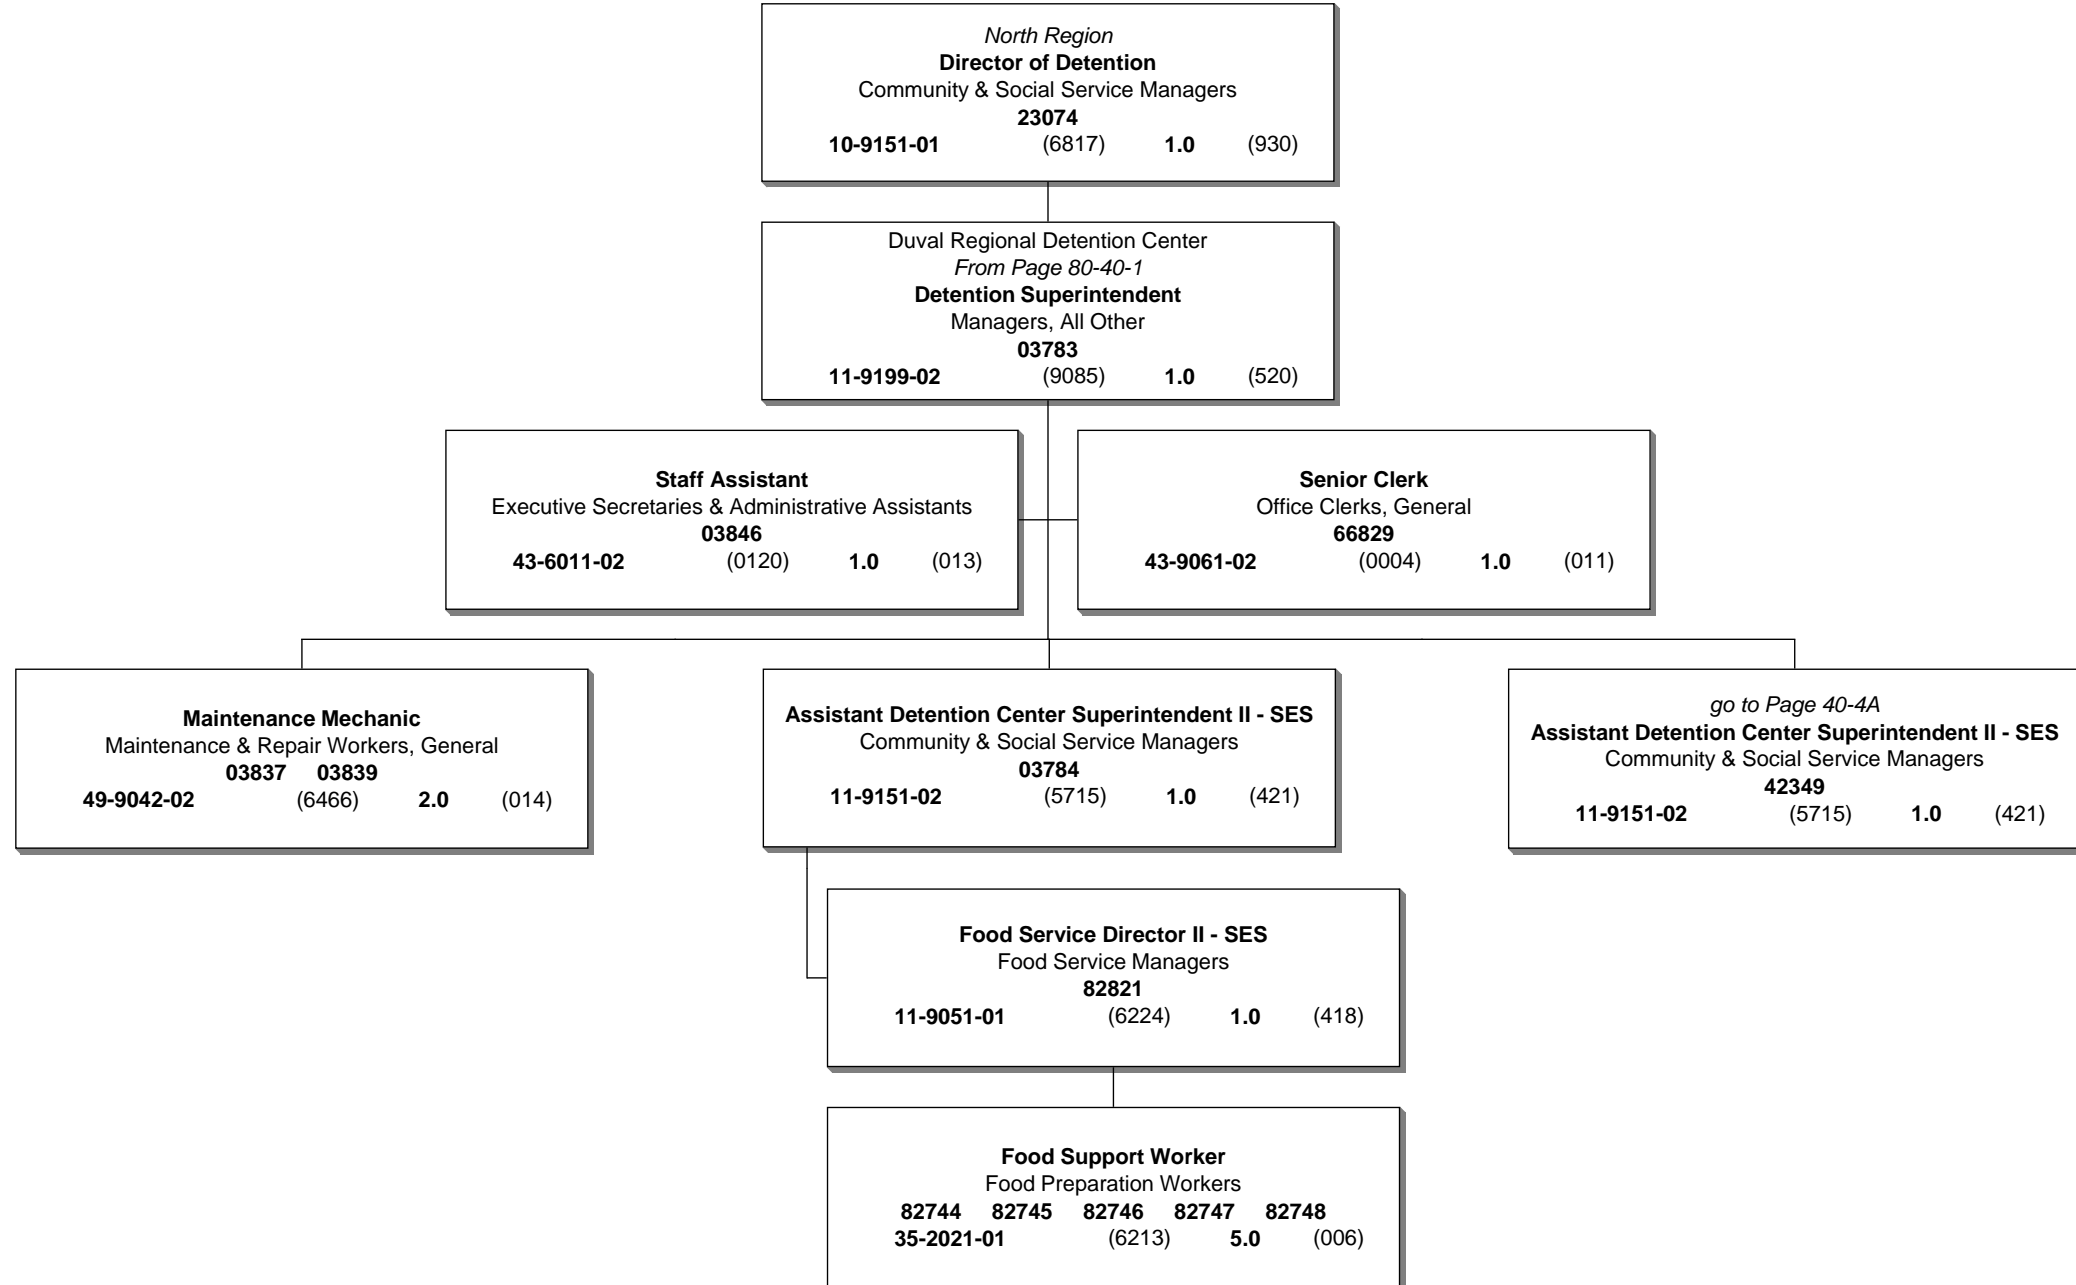 North Region
Director of Detention
Community & Social Service Managers
23074
10-9151-01 (6817) 1.0 (930)
Duval Regional Detention Center
From Page 80-40-1
Detention Superintendent
Managers, All Other
03783
11-9199-02 (9085) 1.0 (520)
Staff Assistant
Executive Secretaries & Administrative Assistants
03846
43-6011-02 (0120) 1.0 (013)
Senior Clerk
Office Clerks, General
66829
43-9061-02 (0004) 1.0 (011)
Maintenance Mechanic
Maintenance & Repair Workers, General
03837 03839
49-9042-02 (6466) 2.0 (014)
Assistant Detention Center Superintendent II - SES
Community & Social Service Managers
03784
11-9151-02 (5715) 1.0 (421)
go to Page 40-4A
Assistant Detention Center Superintendent II - SES
Community & Social Service Managers
42349
11-9151-02 (5715) 1.0 (421)
Food Service Director II - SES
Food Service Managers
82821
11-9051-01 (6224) 1.0 (418)
Food Support Worker
Food Preparation Workers
82744 82745 82746 82747 82748
35-2021-01 (6213) 5.0 (006)